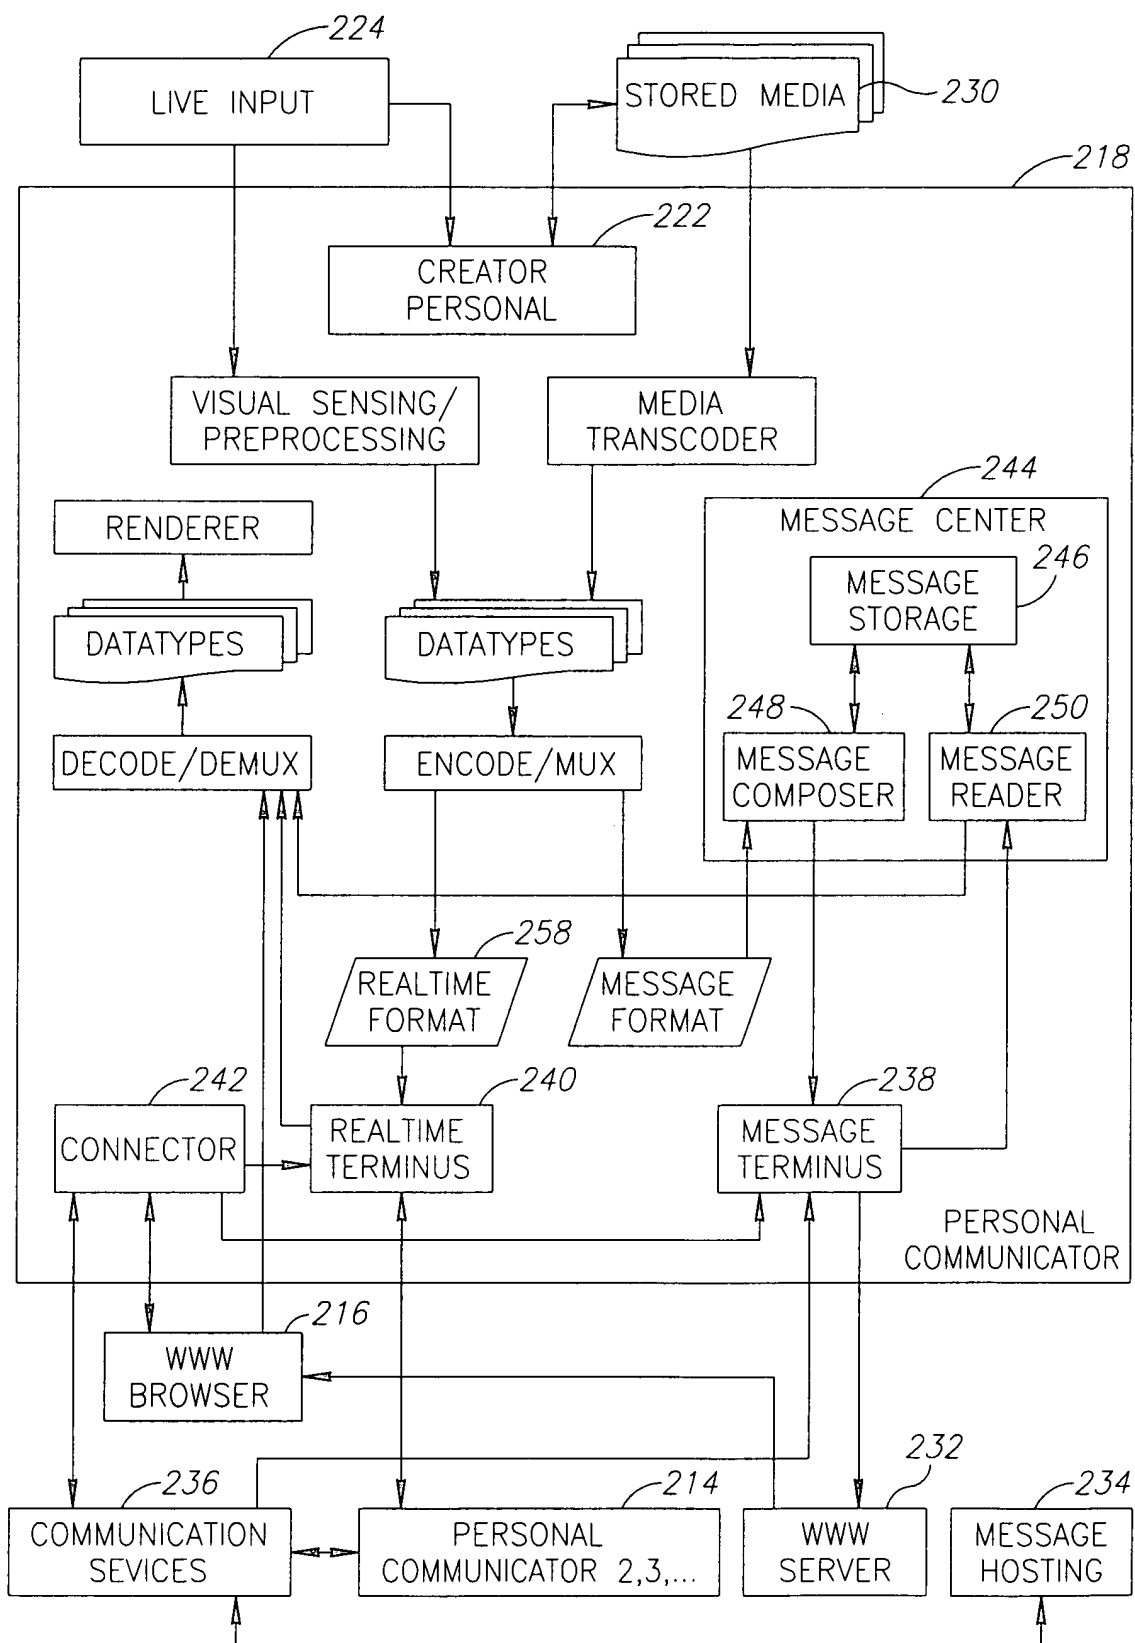 224
LIVE INPUT
STORED MEDIA
230
218
222
CREATOR
PERSONAL
VISUAL SENSING/
PREPROCESSING
MEDIA
TRANSCODER
244
MESSAGE CENTER
RENDERER
246
MESSAGE
STORAGE
DATATYPES
DATATYPES
248
250
DECODE/DEMUX
ENCODE/MUX
MESSAGE
COMPOSER
MESSAGE
READER
258
REALTIME
FORMAT
MESSAGE
FORMAT
242
240
238
CONNECTOR
REALTIME
TERMINUS
MESSAGE
TERMINUS
PERSONAL
COMMUNICATOR
216
WWW
BROWSER
236
214
232
234
COMMUNICATION
SEVICES
PERSONAL
COMMUNICATOR 2,3,...
WWW
SERVER
MESSAGE
HOSTING